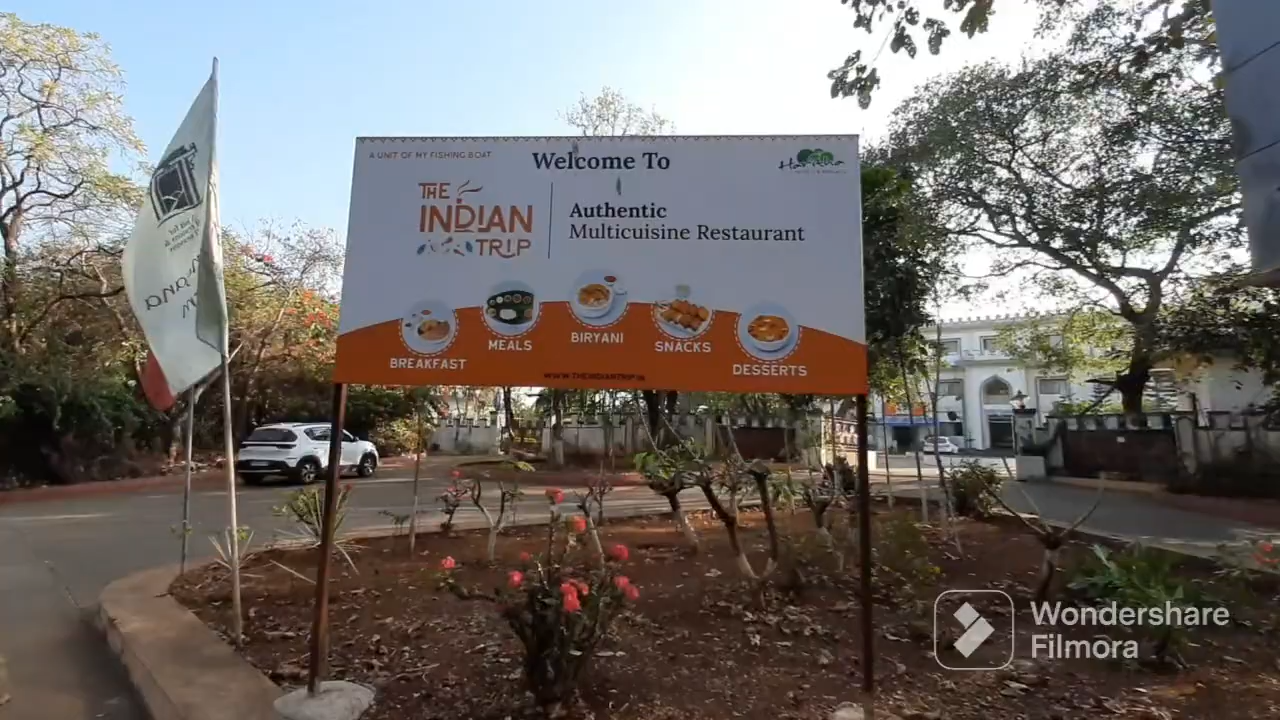 A UNIT OF MY FISHING BOAT
Welcome To
Haritha
THE
INDIAN
TRIP
Authentic
Multicuisine Restaurant
BREAKFAST
MEALS
BIRYANI
SNACKS
DESSERTS
WWW.THEINDIANTRIP.IN
Wondershare
Filmora